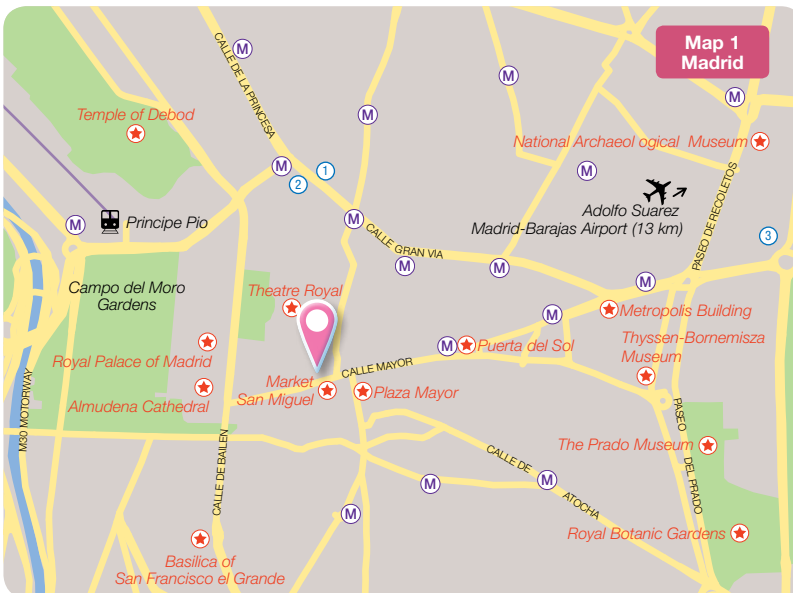 Map 1
Madrid
CALLE DE LA PRINCESA
M
M
M
M
Temple of Debod
National Archaeol ogical Museum
M
1
2
M
Adolfo Suarez
Madrid-Barajas Airport (13 km)
PASEO DE RECOLETOS
M
Principe Pio
M
CALLE GRAN VIA
3
M
M
M
Campo del Moro
Gardens
Theatre Royal
M
Metropolis Building
Royal Palace of Madrid
M
Puerta del Sol
Thyssen-Bornemisza
Museum
CALLE MAYOR
Market
San Miguel
Plaza Mayor
Almudena Cathedral
M30 MOTORWAY
CALLE DE BAILEN
PASEO
DEL PRADO
The Prado Museum
CALLE DE
ATOCHA
M
M
M
Royal Botanic Gardens
Basilica of
San Francisco el Grande